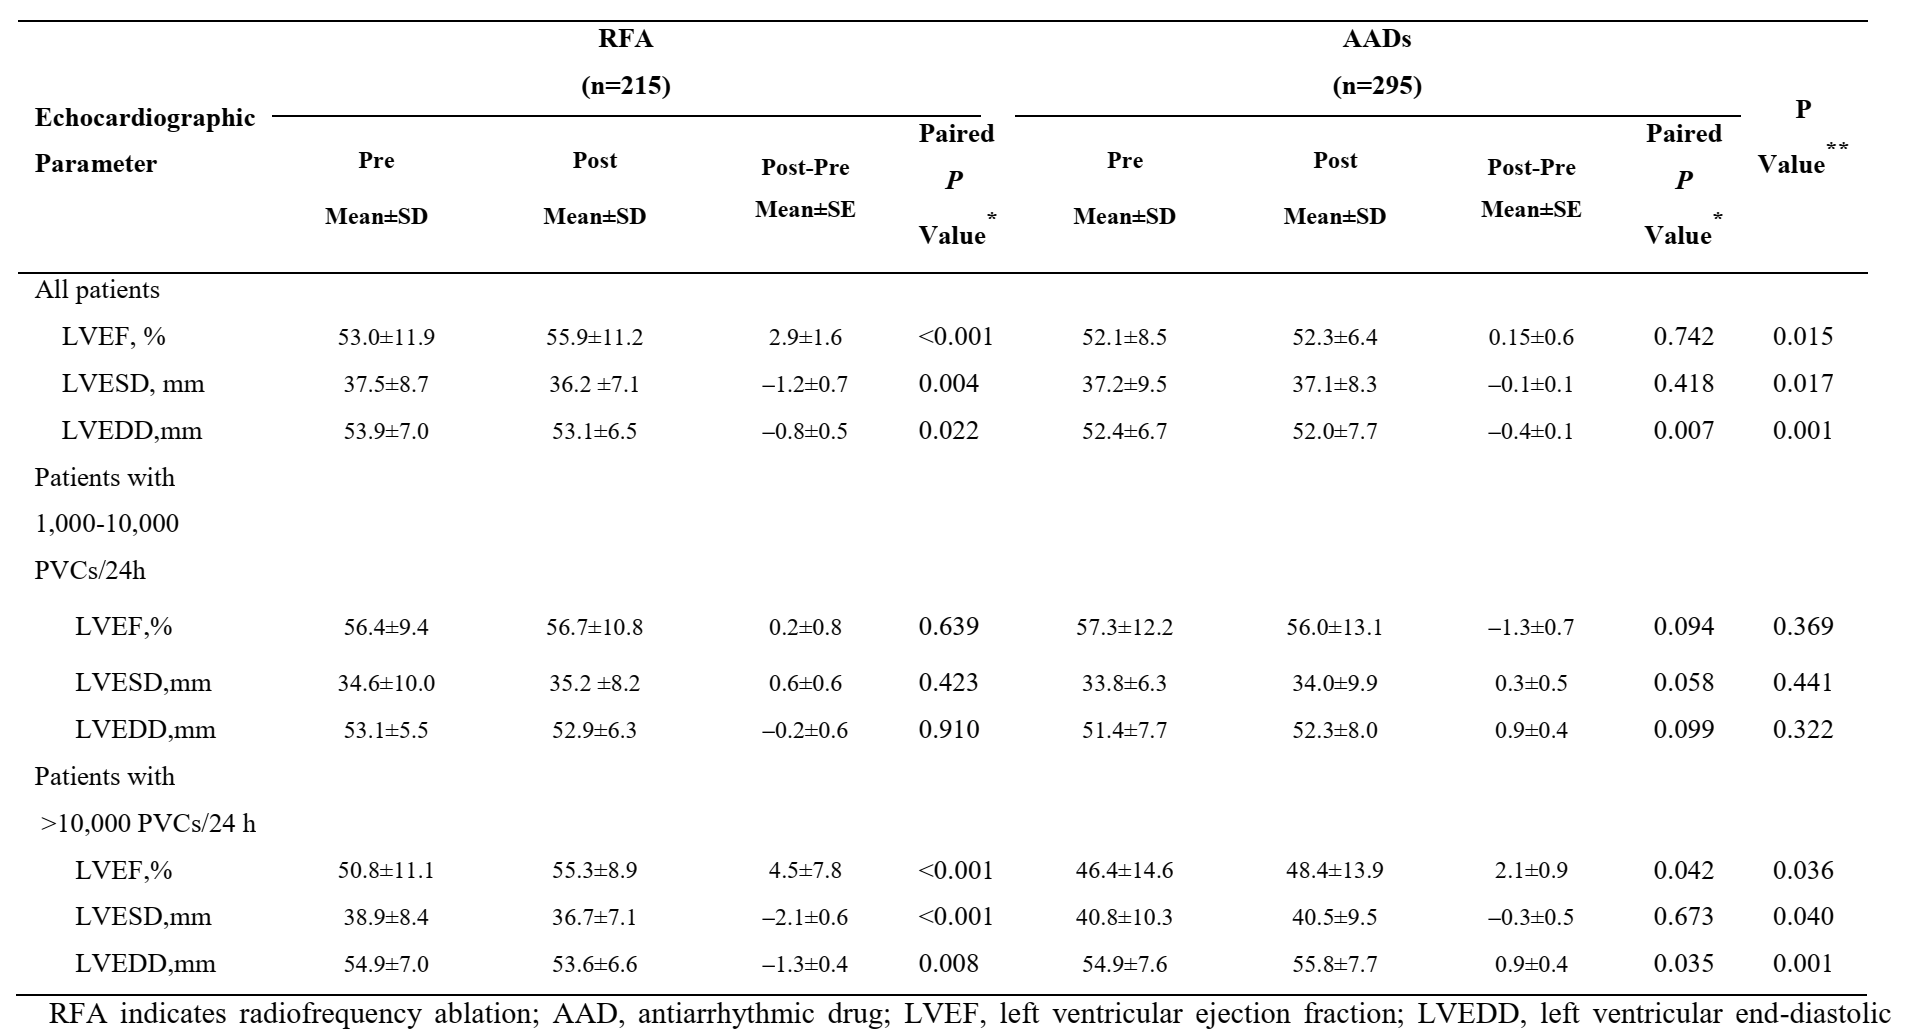 RFA AADs
(n=215) (n=295)
Echocardiographic Parameter Pre Mean±SD Post Mean±SD Post-Pre Mean±SE Paired P Value* Pre Mean±SD Post Mean±SD Post-Pre Mean±SE Paired P Value* P Value**
All patients
LVEF, % 53.0±11.9 55.9±11.2 2.9±1.6 <0.001 52.1±8.5 52.3±6.4 0.15±0.6 0.742 0.015
LVESD, mm 37.5±8.7 36.2 ±7.1 –1.2±0.7 0.004 37.2±9.5 37.1±8.3 –0.1±0.1 0.418 0.017
LVEDD,mm 53.9±7.0 53.1±6.5 –0.8±0.5 0.022 52.4±6.7 52.0±7.7 –0.4±0.1 0.007 0.001
Patients with
1,000-10,000
PVCs/24h
LVEF,% 56.4±9.4 56.7±10.8 0.2±0.8 0.639 57.3±12.2 56.0±13.1 –1.3±0.7 0.094 0.369
LVESD,mm 34.6±10.0 35.2 ±8.2 0.6±0.6 0.423 33.8±6.3 34.0±9.9 0.3±0.5 0.058 0.441
LVEDD,mm 53.1±5.5 52.9±6.3 –0.2±0.6 0.910 51.4±7.7 52.3±8.0 0.9±0.4 0.099 0.322
Patients with
>10,000 PVCs/24 h
LVEF,% 50.8±11.1 55.3±8.9 4.5±7.8 <0.001 46.4±14.6 48.4±13.9 2.1±0.9 0.042 0.036
LVESD,mm 38.9±8.4 36.7±7.1 –2.1±0.6 <0.001 40.8±10.3 40.5±9.5 –0.3±0.5 0.673 0.040
LVEDD,mm 54.9±7.0 53.6±6.6 –1.3±0.4 0.008 54.9±7.6 55.8±7.7 0.9±0.4 0.035 0.001
RFA indicates radiofrequency ablation; AAD, antiarrhythmic drug; LVEF, left ventricular ejection fraction; LVEDD, left ventricular end-diastolic